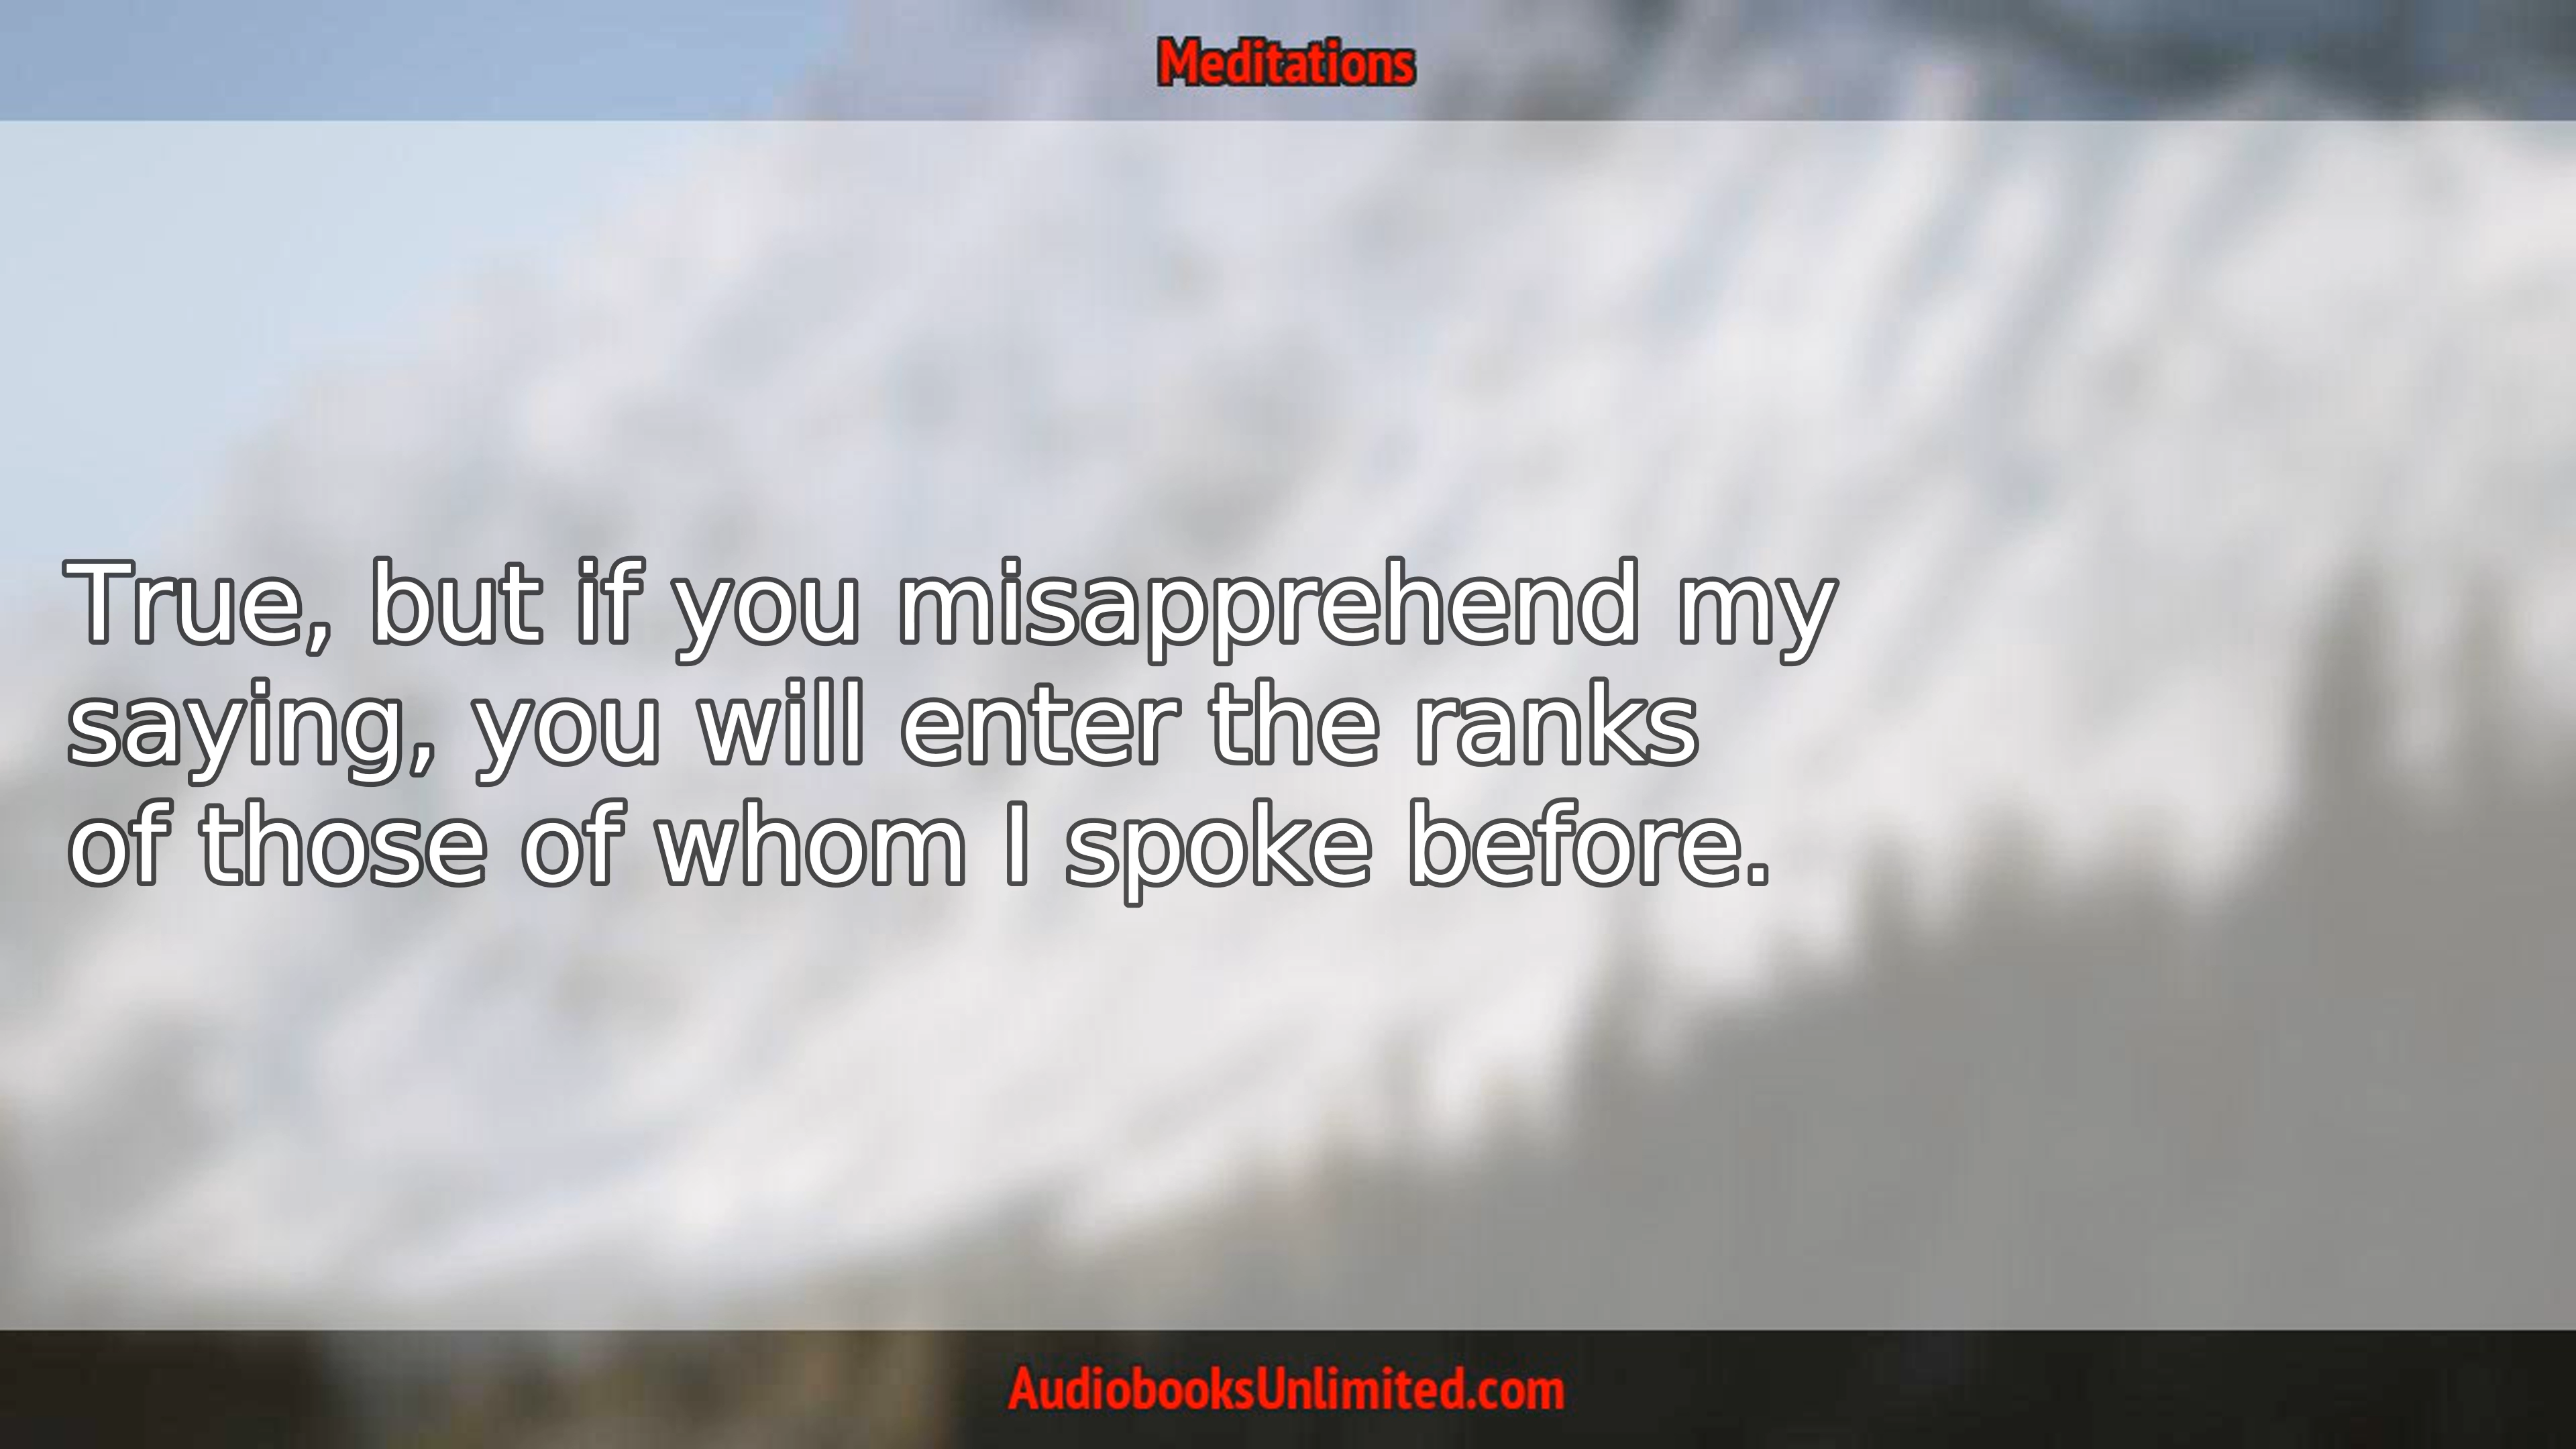 Meditations
True, but if you misapprehend my
saying, you will enter the ranks
of those of whom I spoke before.
AudiobooksUnlimited.com